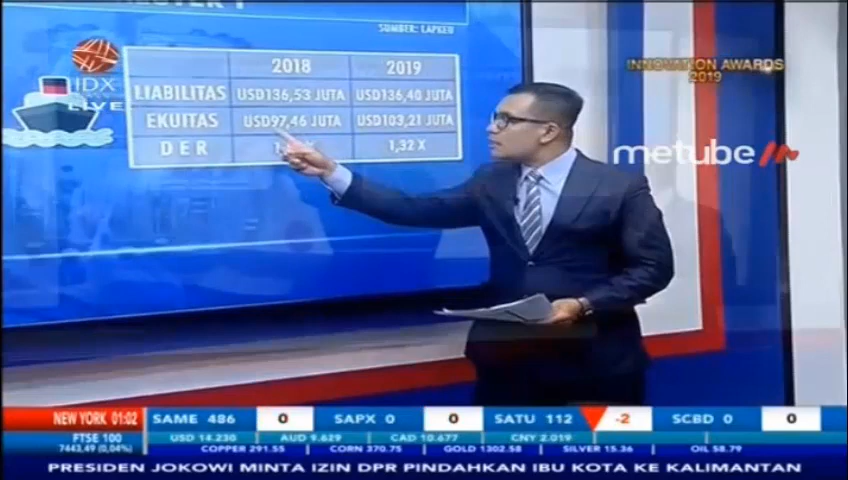 SUMBER: LAPKEU
IDX
LIVE
INNOVATION AWARDS
2019
2018 2019
LIABILITAS USD136,53 JUTA USD136,40 JUTA
EKUITAS USD97,46 JUTA USD103,21 JUTA
D E R 1,32 X
metube
NEW YORK 01:02 SAME 486 0 SAPX 0 0 SATU 112 -2 SCBD 0 0
FTSE 100 USD 14.230 AUD 9.629 CAD 10.677 CNY 2.019
7443,49 (0,04%) COPPER 291.55 CORN 370.75 GOLD 1302.58 SILVER 15.36 OIL 58.79
PRESIDEN JOKOWI MINTA IZIN DPR PINDAHKAN IBU KOTA KE KALIMANTAN